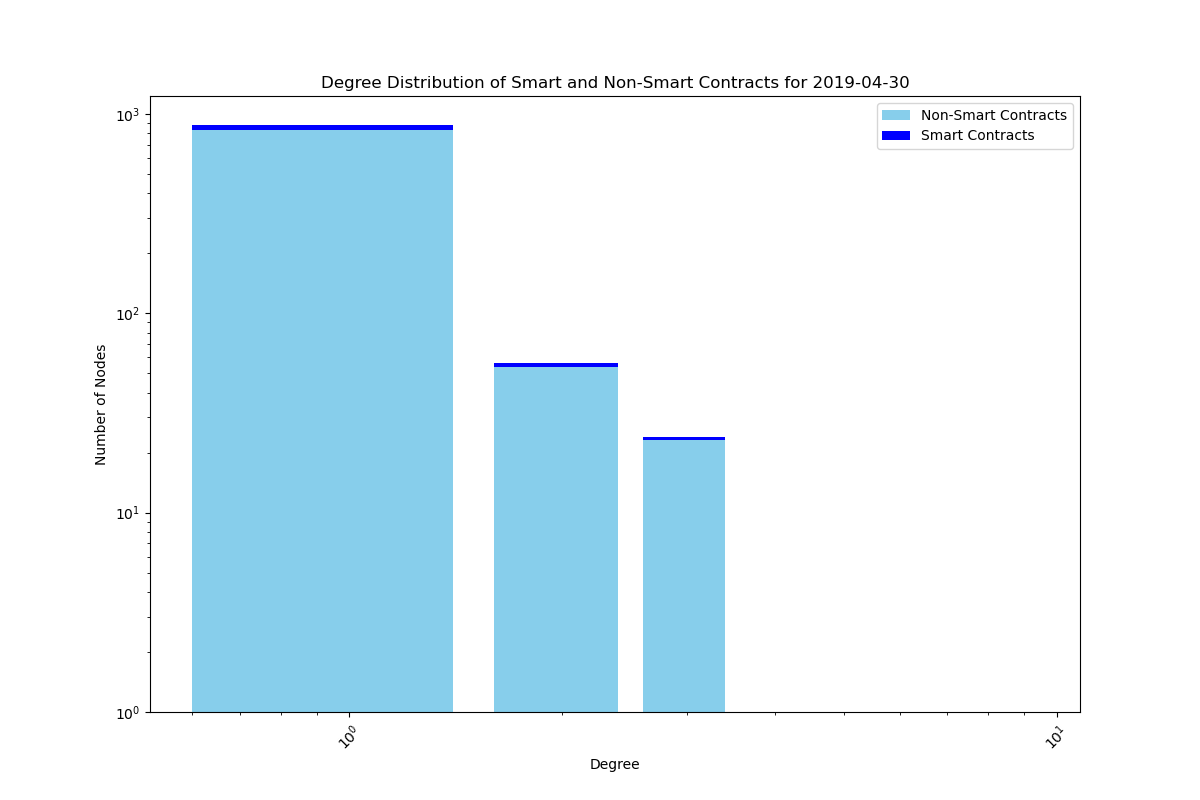 Degree Distribution of Smart and Non-Smart Contracts for 2019-04-30
Non-Smart Contracts
Smart Contracts
Number of Nodes
10³
10²
10¹
10⁰
10⁰
10¹
Degree